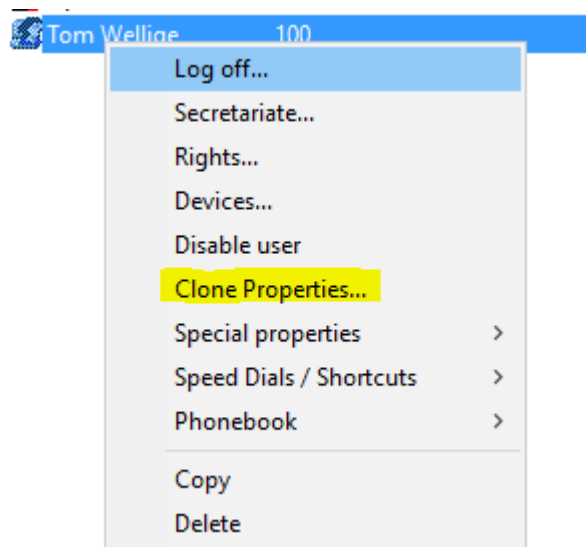 Tom Wellige 100
Log off...
Secretariate...
Rights...
Devices...
Disable user
Clone Properties...
Special properties
Speed Dials / Shortcuts
Phonebook
Copy
Delete